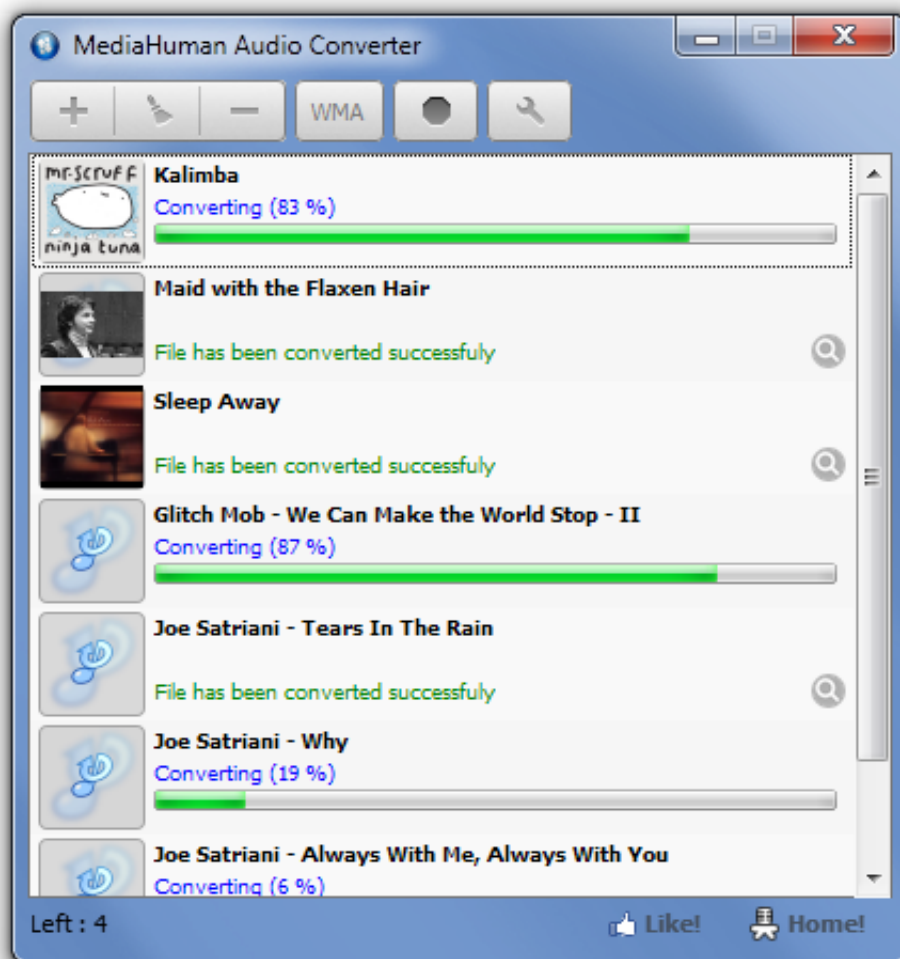 MediaHuman Audio Converter
WMA
mr.scruff
ninja tuna
Kalimba
Converting (83 %)
Maid with the Flaxen Hair
File has been converted successfuly
Sleep Away
File has been converted successfuly
Glitch Mob - We Can Make the World Stop - II
Converting (87 %)
Joe Satriani - Tears In The Rain
File has been converted successfuly
Joe Satriani - Why
Converting (19 %)
Joe Satriani - Always With Me, Always With You
Converting (6 %)
Left : 4
Like!
Home!